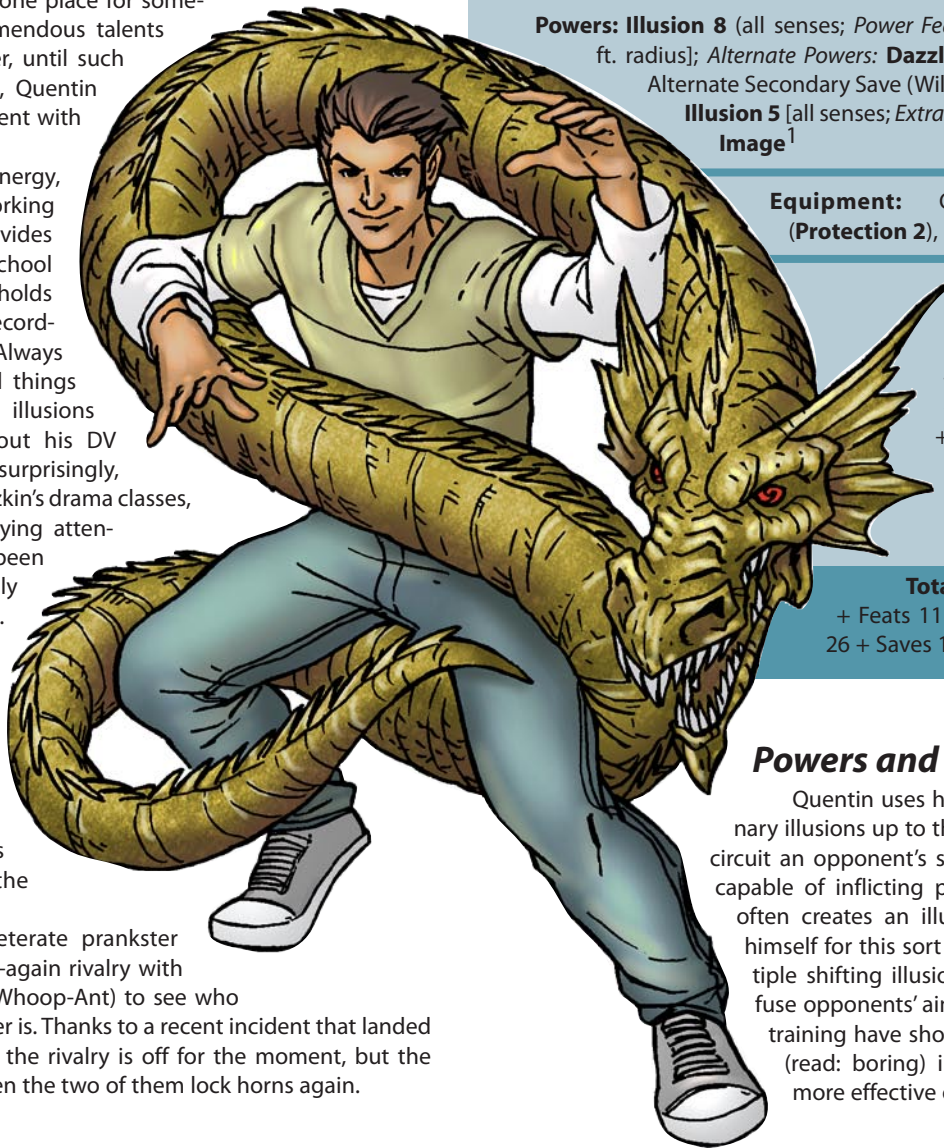 one place for some-
mendous talents
er, until such
, Quentin
ent with
nergy,
orking
vides
chool
holds
ecord-
Always
l things
illusions
out his DV
surprisingly,
zkin’s drama classes,
ying atten-
been
ly
.
s
the
eterate prankster
-again rivalry with
Whoop-Ant) to see who
er is. Thanks to a recent incident that landed
the rivalry is off for the moment, but the
en the two of them lock horns again.
Powers: Illusion 8 (all senses; Power Fea
ft. radius]; Alternate Powers: Dazzl
Alternate Secondary Save (Wil
Illusion 5 [all senses; Extra
Image1
Equipment:
(Protection 2),
+
Tota
+ Feats 11
26 + Saves 1
Powers and
Quentin uses h
nary illusions up to th
circuit an opponent’s s
capable of inflicting p
often creates an illu
himself for this sort
tiple shifting illusio
fuse opponents’ aim
training have sho
(read: boring) i
more effective